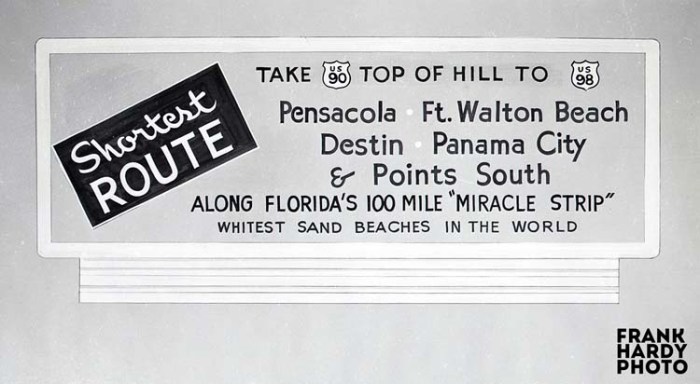 Shortest
ROUTE
TAKE US 90 TOP OF HILL TO US 98
Pensacola · Ft. Walton Beach
Destin · Panama City
& Points South
ALONG FLORIDA'S 100 MILE "MIRACLE STRIP"
WHITEST SAND BEACHES IN THE WORLD
FRANK
HARDY
PHOTO